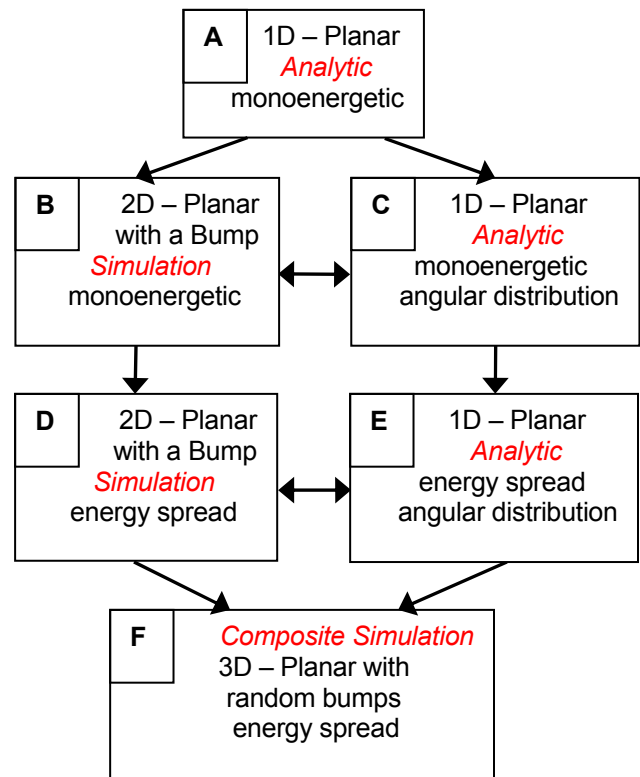 A
1D – Planar
Analytic
monoenergetic
B
2D – Planar
with a Bump
Simulation
monoenergetic
C
1D – Planar
Analytic
monoenergetic
angular distribution
D
2D – Planar
with a Bump
Simulation
energy spread
E
1D – Planar
Analytic
energy spread
angular distribution
F
Composite Simulation
3D – Planar with
random bumps
energy spread